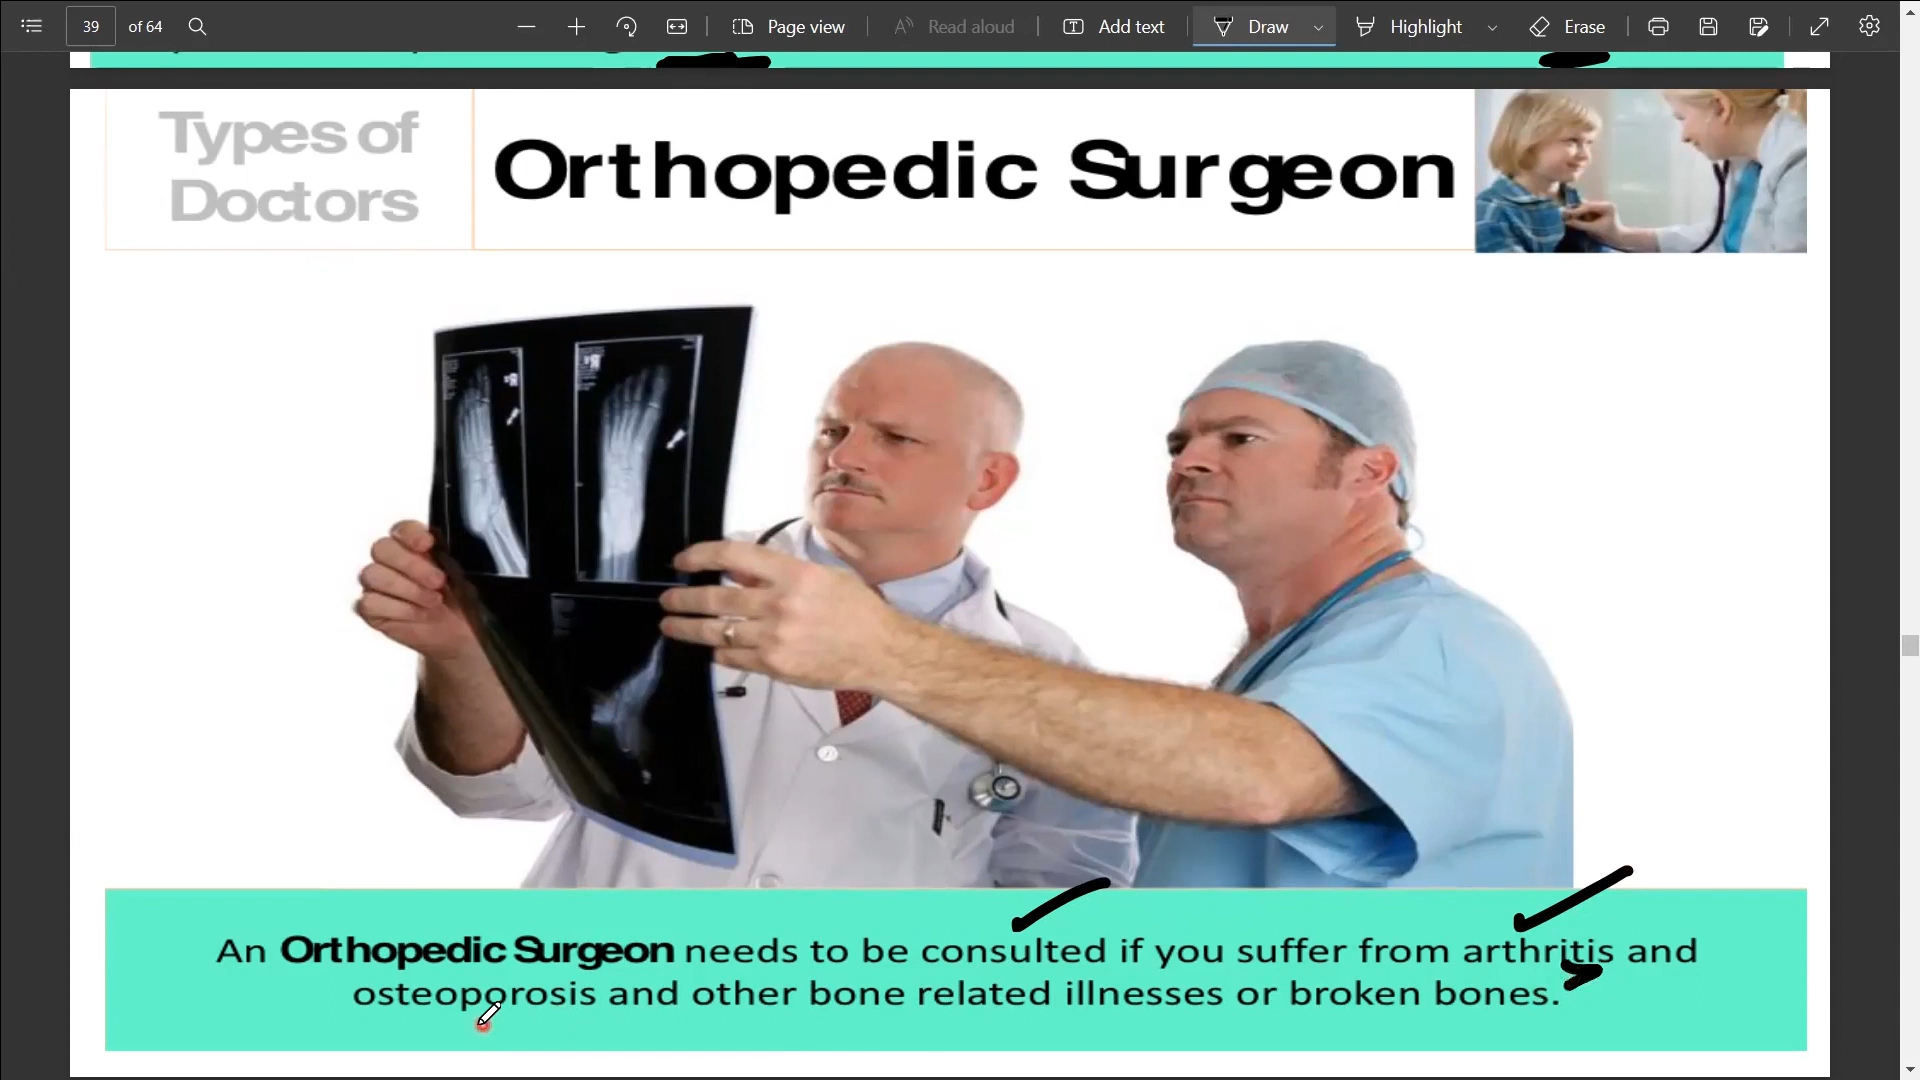 39 of 64 Page view Read aloud Add text Draw Highlight Erase
Types of
Doctors
Orthopedic Surgeon
An Orthopedic Surgeon needs to be consulted if you suffer from arthritis and
osteoporosis and other bone related illnesses or broken bones.